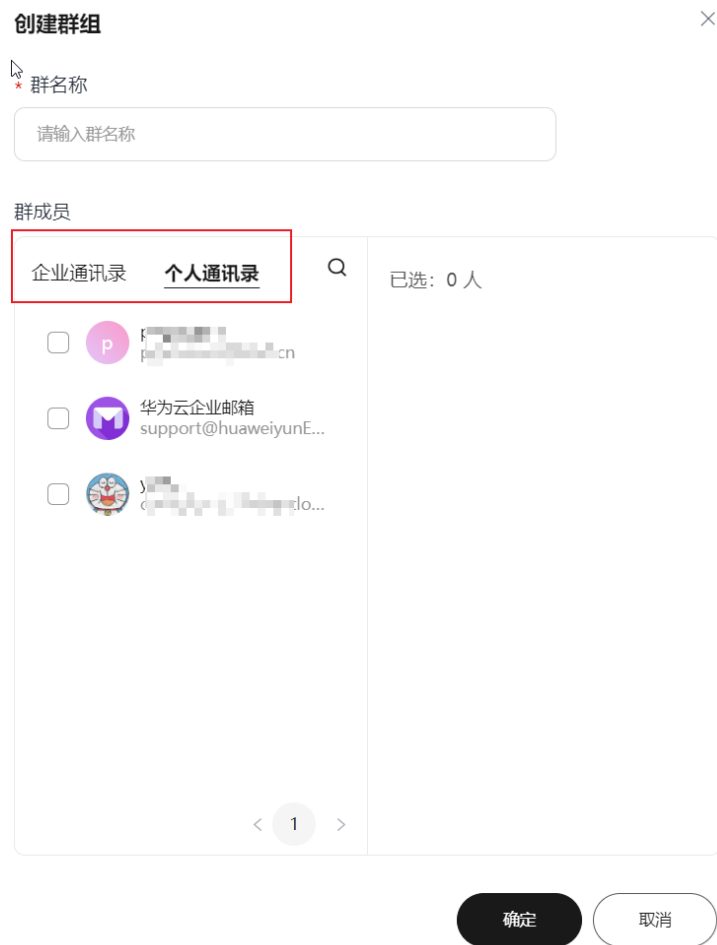 创建群组
* 群名称
请输入群名称
群成员
企业通讯录 个人通讯录
已选：0 人
p
cn
华为云企业邮箱
support@huaweiyunE...
lo...
1
确定 取消